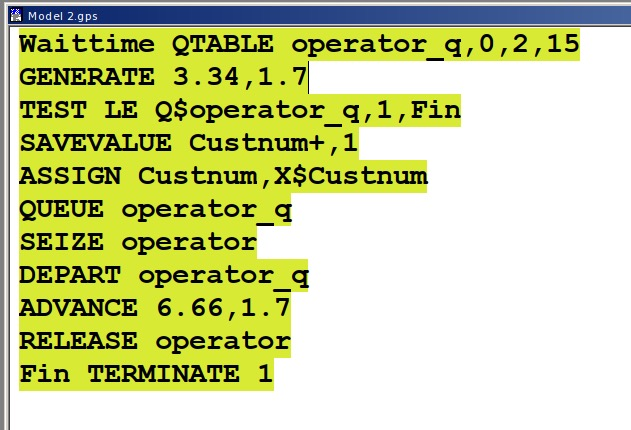 Model 2.gps
Waittime QTABLE operator_q,0,2,15
GENERATE 3.34,1.7
TEST LE Q$operator_q,1,Fin
SAVEVALUE Custnum+,1
ASSIGN Custnum,X$Custnum
QUEUE operator_q
SEIZE operator
DEPART operator_q
ADVANCE 6.66,1.7
RELEASE operator
Fin TERMINATE 1